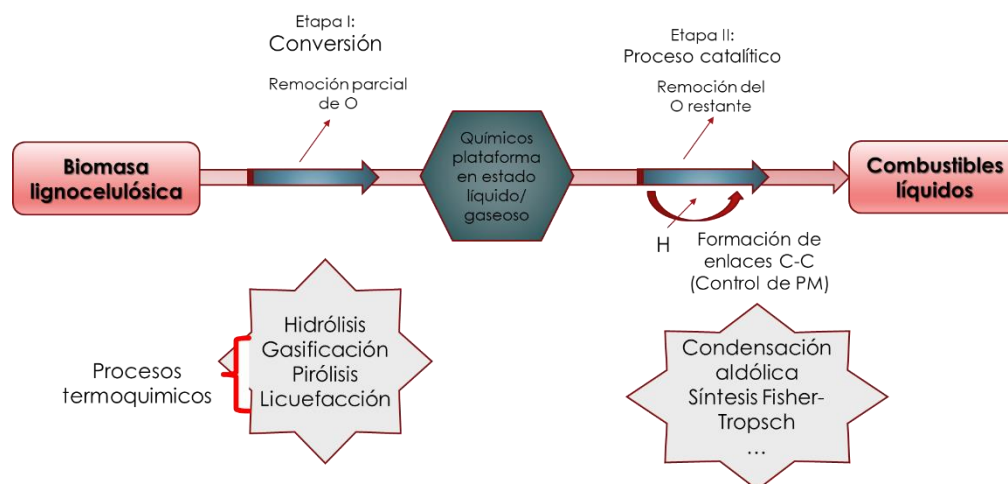 Etapa I:
Conversión
Remoción parcial
de O
Biomasa
lignocelulósica
Químicos
plataforma
en estado
líquido/
gaseoso
Etapa II:
Proceso catalítico
Remoción del
O restante
H
Formación de
enlaces C-C
(Control de PM)
Combustibles
líquidos
Procesos
termoquimicos
Hidrólisis
Gasificación
Pirólisis
Licuefacción
Condensación
aldólica
Síntesis Fisher-
Tropsch
...